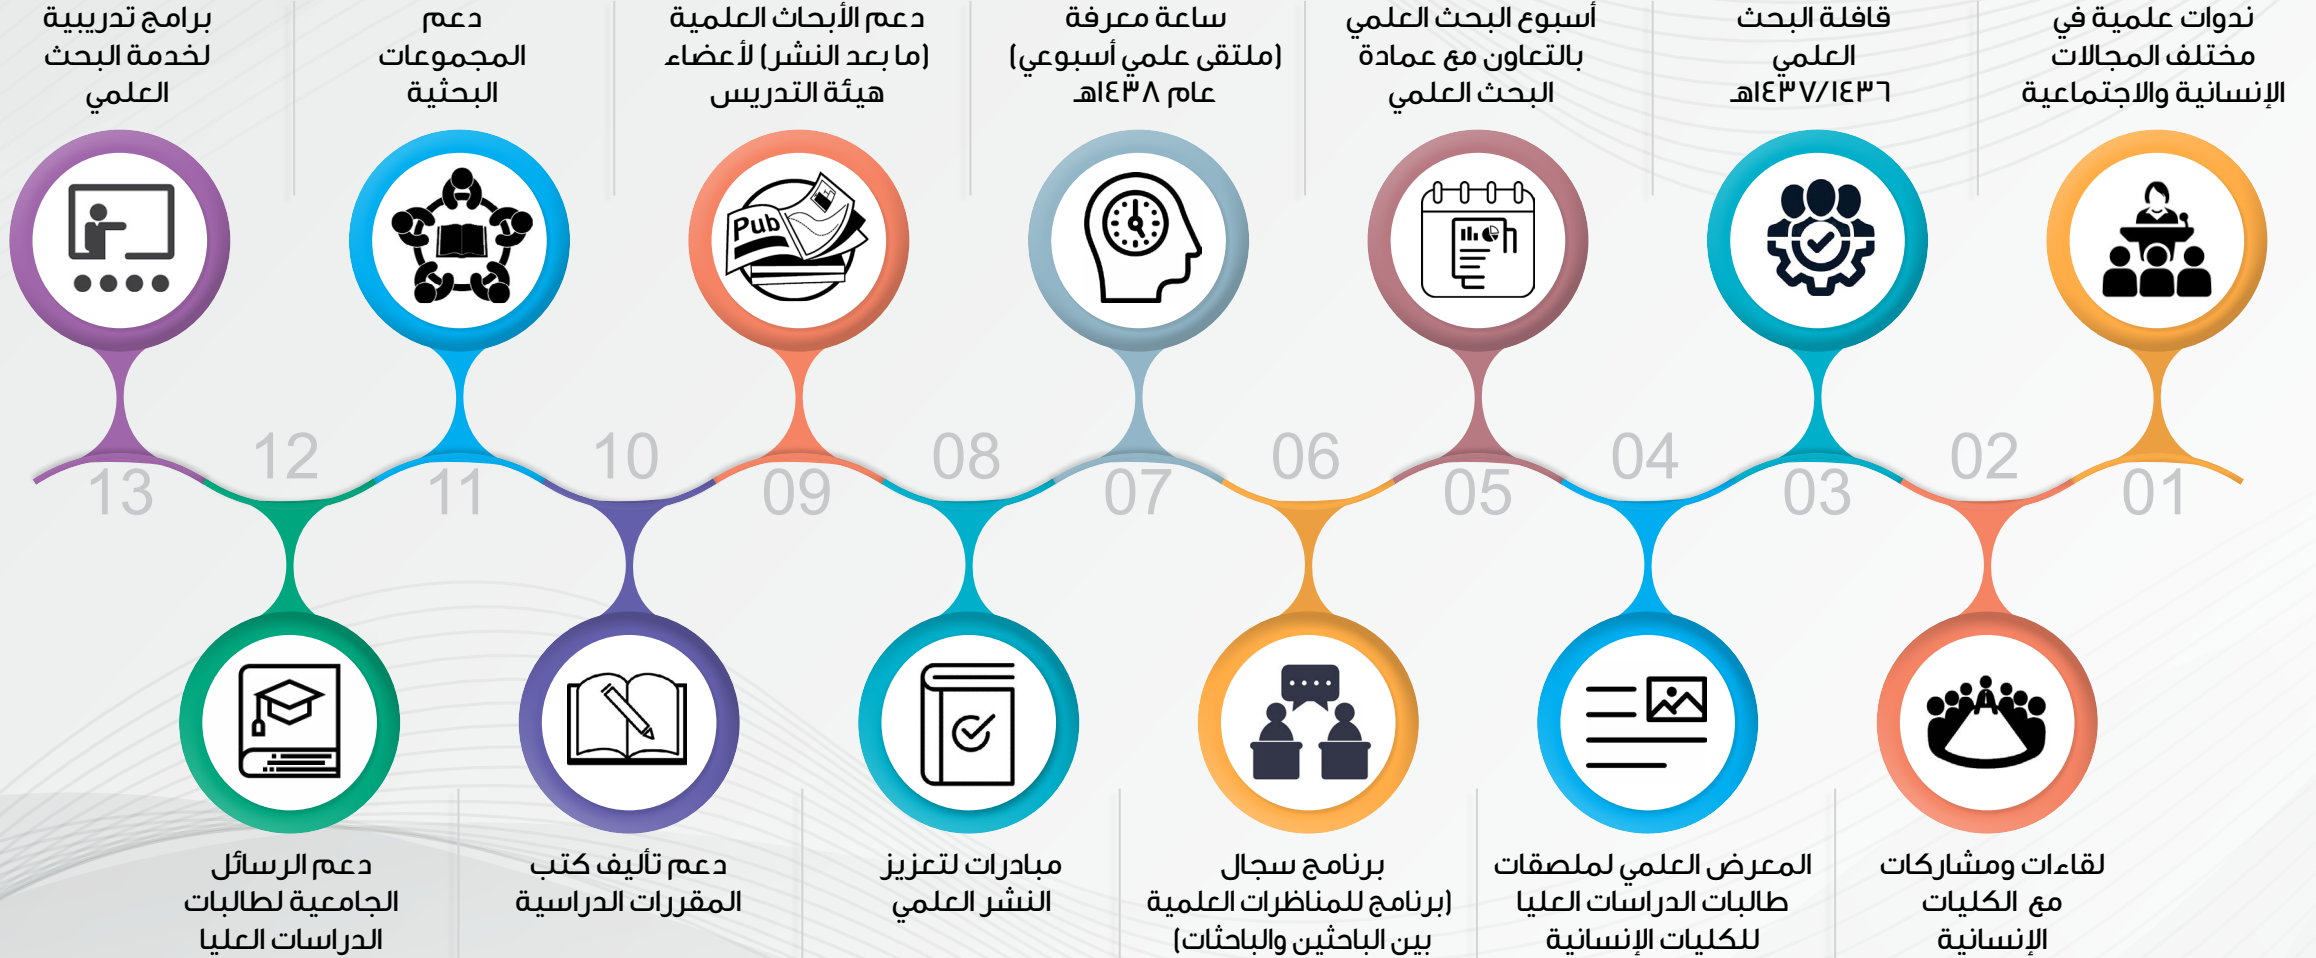 ندوات علمية في
مختلف المجالات
الإنسانية والاجتماعية
01
02
لقاءات ومشاركات
مع الكليات
الإنسانية
قافلة البحث
العلمي
١٤٣٧/١٤٣٦هـ
03
04
المعرض العلمي لملصقات
طالبات الدراسات العليا
للكليات الإنسانية
أسبوع البحث العلمي
بالتعاون مع عمادة
البحث العلمي
05
06
برنامج سجال
(برنامج للمناظرات العلمية
بين الباحثين والباحثات)
ساعة معرفة
(ملتقى علمي أسبوعي)
عام ١٤٣٨هـ
07
08
مبادرات لتعزيز
النشر العلمي
دعم الأبحاث العلمية
(ما بعد النشر) لأعضاء
هيئة التدريس
Pub
09
10
دعم تأليف كتب
المقررات الدراسية
دعم
المجموعات
البحثية
11
12
دعم الرسائل
الجامعية لطالبات
الدراسات العليا
برامج تدريبية
لخدمة البحث
العلمي
13